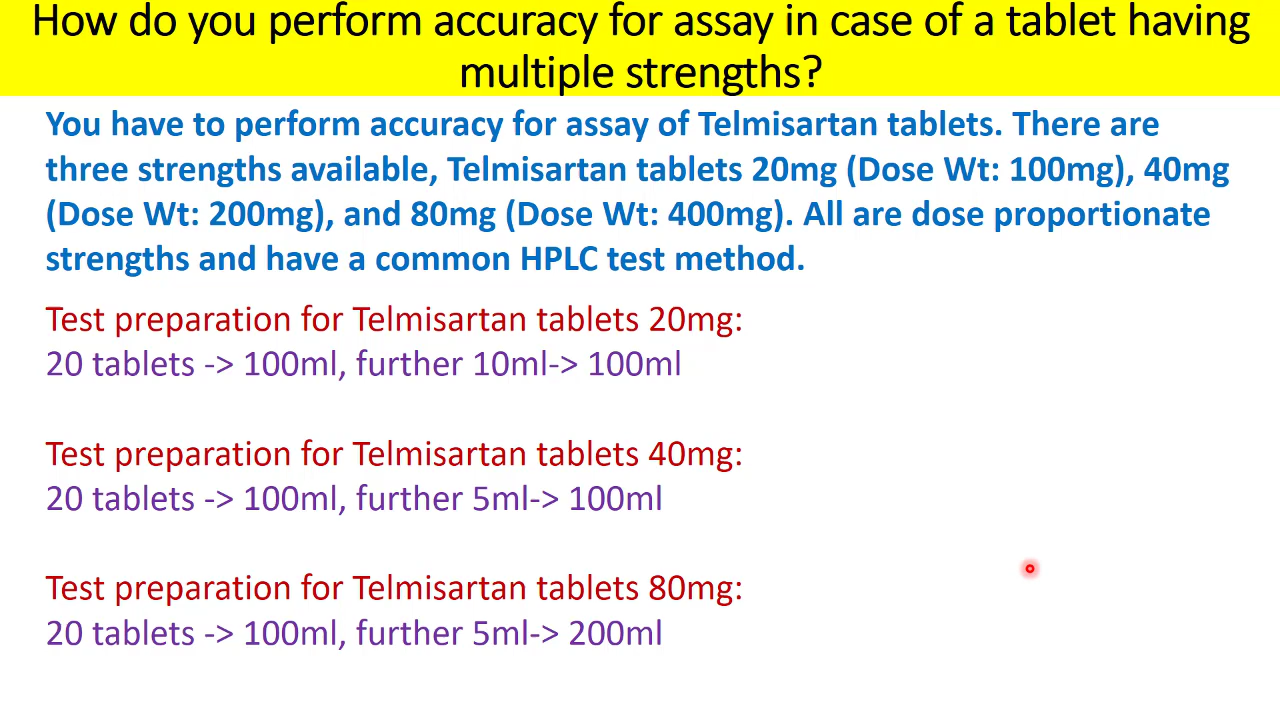 How do you perform accuracy for assay in case of a tablet having
multiple strengths?
You have to perform accuracy for assay of Telmisartan tablets. There are
three strengths available, Telmisartan tablets 20mg (Dose Wt: 100mg), 40mg
(Dose Wt: 200mg), and 80mg (Dose Wt: 400mg). All are dose proportionate
strengths and have a common HPLC test method.
Test preparation for Telmisartan tablets 20mg:
20 tablets -> 100ml, further 10ml-> 100ml
Test preparation for Telmisartan tablets 40mg:
20 tablets -> 100ml, further 5ml-> 100ml
Test preparation for Telmisartan tablets 80mg:
20 tablets -> 100ml, further 5ml-> 200ml